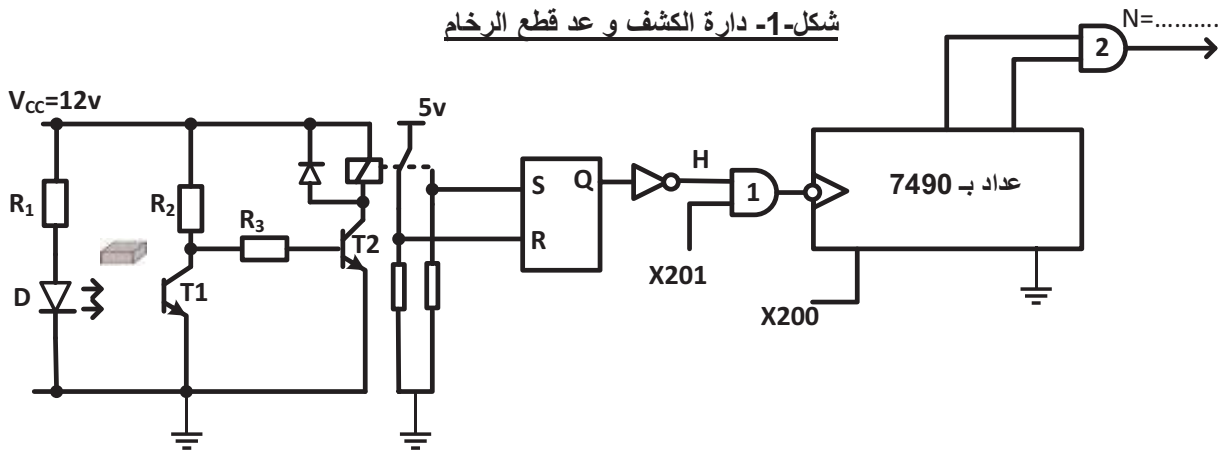 شكل-1- دارة الكشف و عد قطع الرخام
N=..........
2
V_CC=12v
5v
R₁
R₂
R₃
D
T1
T2
S
Q
R
H
1
X201
عداد بـ 7490
X200